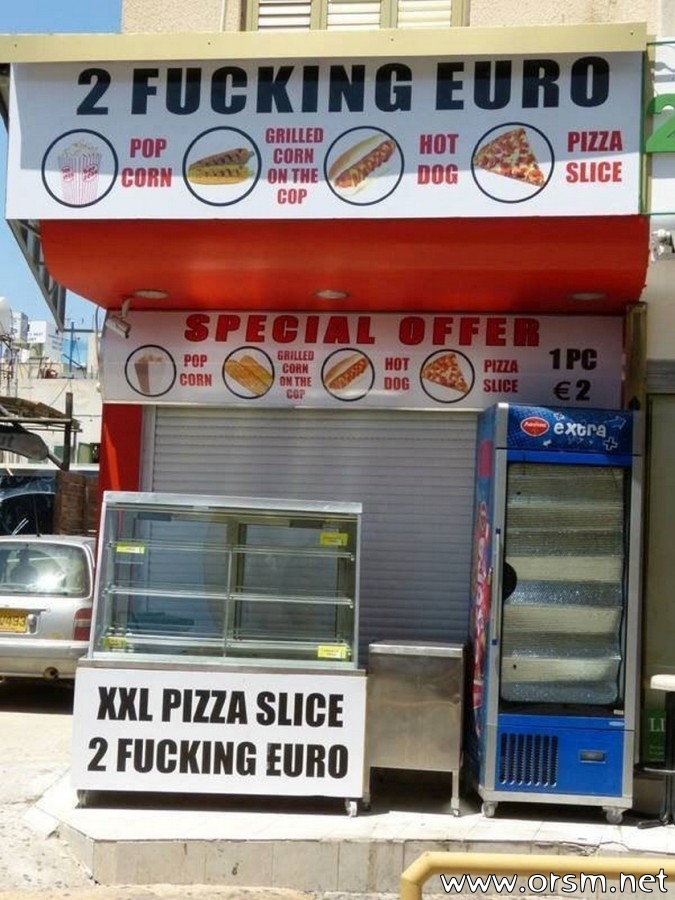 2 FUCKING EURO
POP CORN
GRILLED CORN ON THE COP
HOT DOG
PIZZA SLICE
SPECIAL OFFER
POP CORN
GRILLED CORN ON THE COP
HOT DOG
PIZZA SLICE
1 PC
€ 2
extra
XXL PIZZA SLICE
2 FUCKING EURO
www.orsm.net